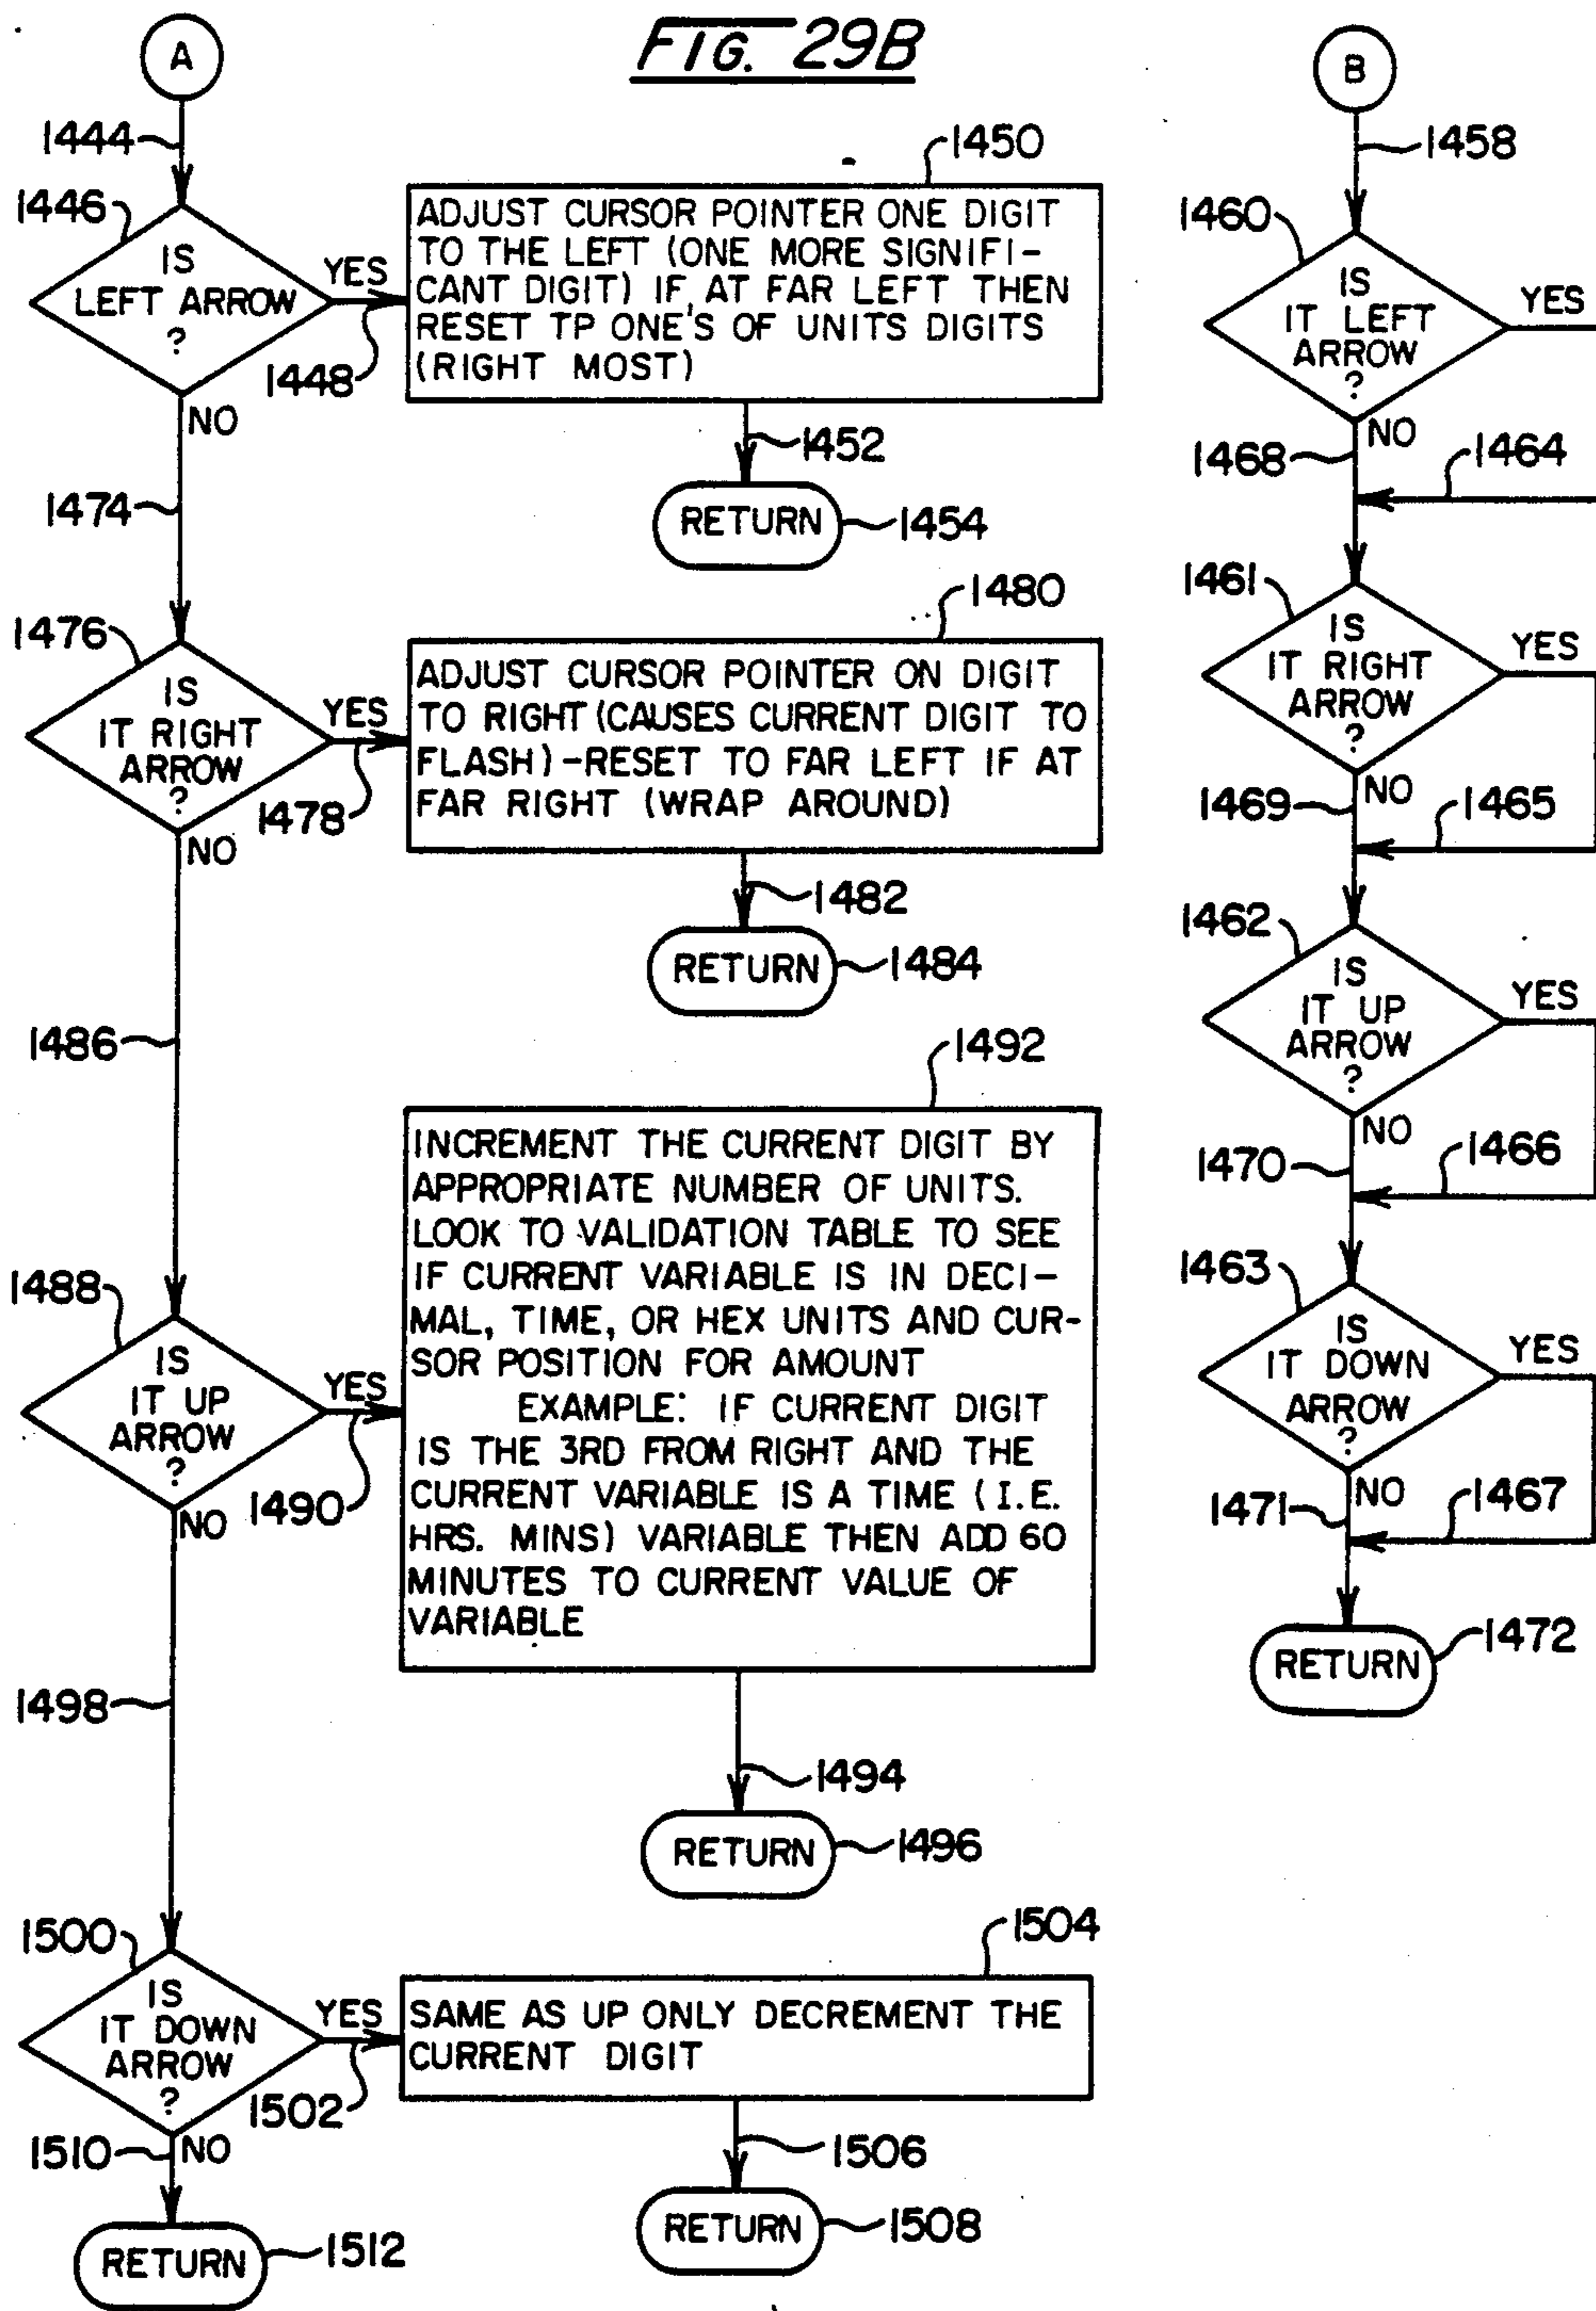 FIG. 29B
A
1444
1446
IS
LEFT ARROW
?
YES
1448
NO
1450
ADJUST CURSOR POINTER ONE DIGIT
TO THE LEFT (ONE MORE SIGNIFI-
CANT DIGIT) IF, AT FAR LEFT THEN
RESET TP ONE'S OF UNITS DIGITS
(RIGHT MOST)
1452
RETURN
1454
1474
1476
IS
IT RIGHT
ARROW
?
YES
1478
NO
1480
ADJUST CURSOR POINTER ON DIGIT
TO RIGHT (CAUSES CURRENT DIGIT TO
FLASH)-RESET TO FAR LEFT IF AT
FAR RIGHT (WRAP AROUND)
1482
RETURN
1484
1486
1488
IS
IT UP
ARROW
?
YES
1490
NO
1492
INCREMENT THE CURRENT DIGIT BY
APPROPRIATE NUMBER OF UNITS.
LOOK TO VALIDATION TABLE TO SEE
IF CURRENT VARIABLE IS IN DECI-
MAL, TIME, OR HEX UNITS AND CUR-
SOR POSITION FOR AMOUNT
EXAMPLE: IF CURRENT DIGIT
IS THE 3RD FROM RIGHT AND THE
CURRENT VARIABLE IS A TIME (I.E.
HRS. MINS) VARIABLE THEN ADD 60
MINUTES TO CURRENT VALUE OF
VARIABLE
1494
RETURN
1496
1498
1500
IS
IT DOWN
ARROW
?
YES
1502
NO
1504
SAME AS UP ONLY DECREMENT THE
CURRENT DIGIT
1506
RETURN
1508
1510
RETURN
1512
B
1458
1460
IS
IT LEFT
ARROW
?
YES
NO
1468
1464
1461
IS
IT RIGHT
ARROW
?
YES
NO
1469
1465
1462
IS
IT UP
ARROW
?
YES
NO
1470
1466
1463
IS
IT DOWN
ARROW
?
YES
NO
1471
1467
RETURN
1472